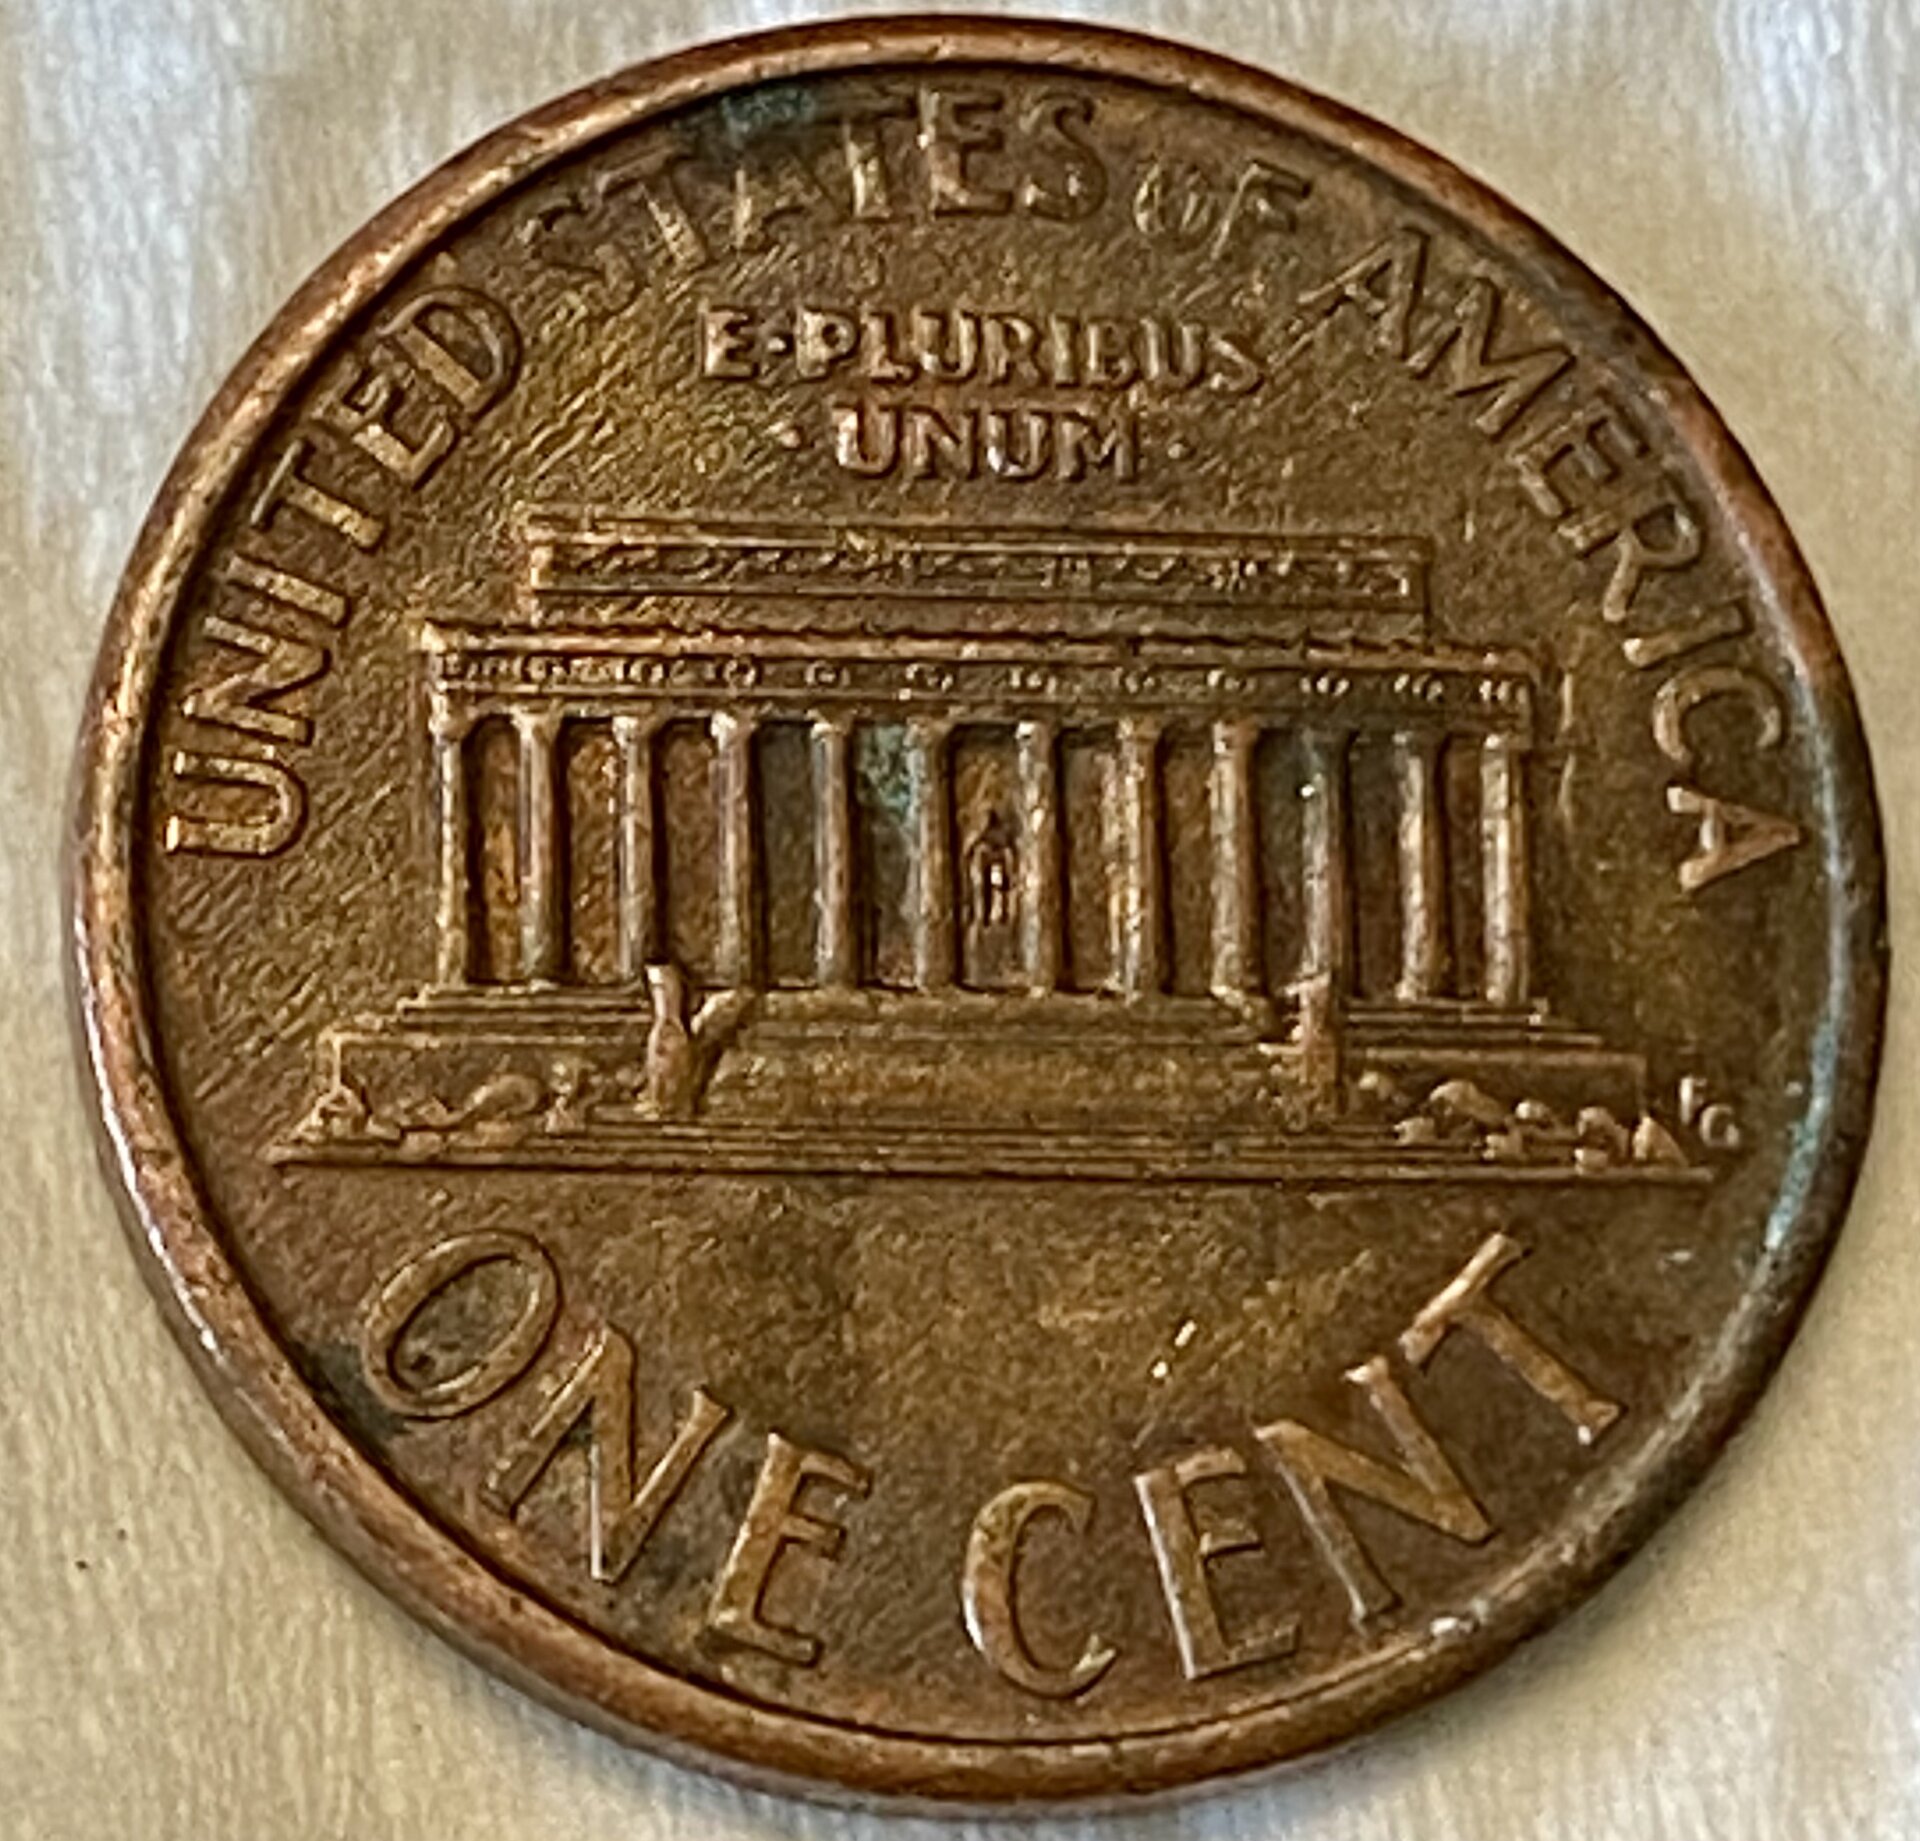 UNITED STATES OF AMERICA
E·PLURIBUS
·UNUM·
FG
ONE CENT